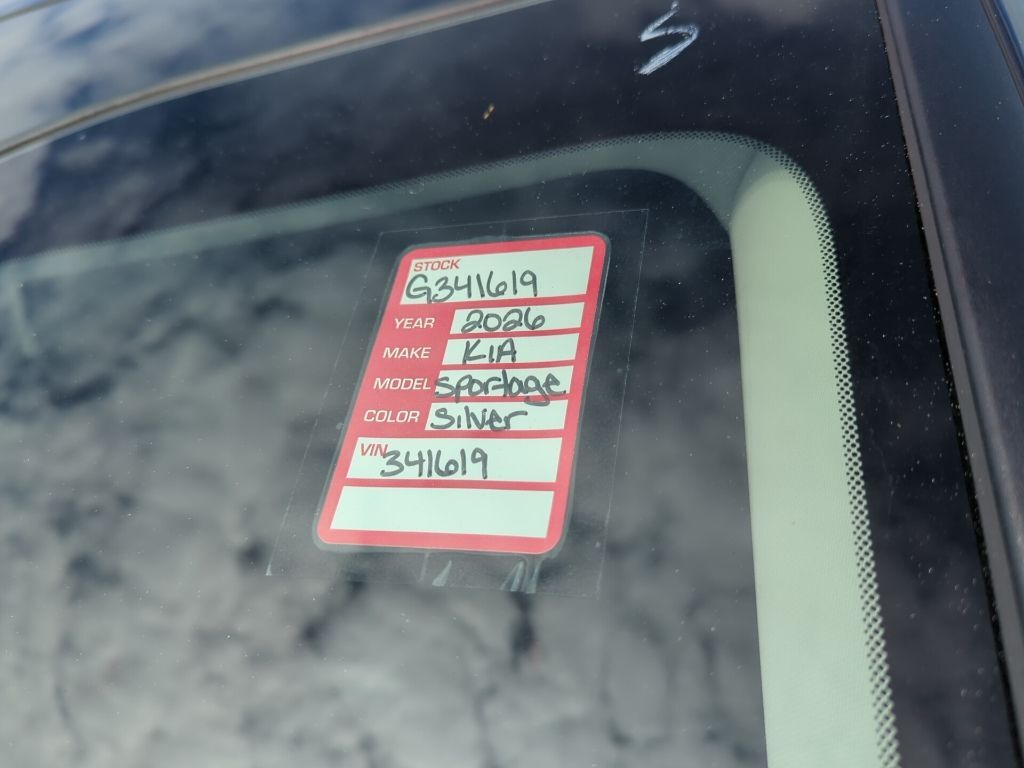 S
STOCK
G341619
YEAR 2026
MAKE KIA
MODEL Sportage
COLOR Silver
VIN
341619